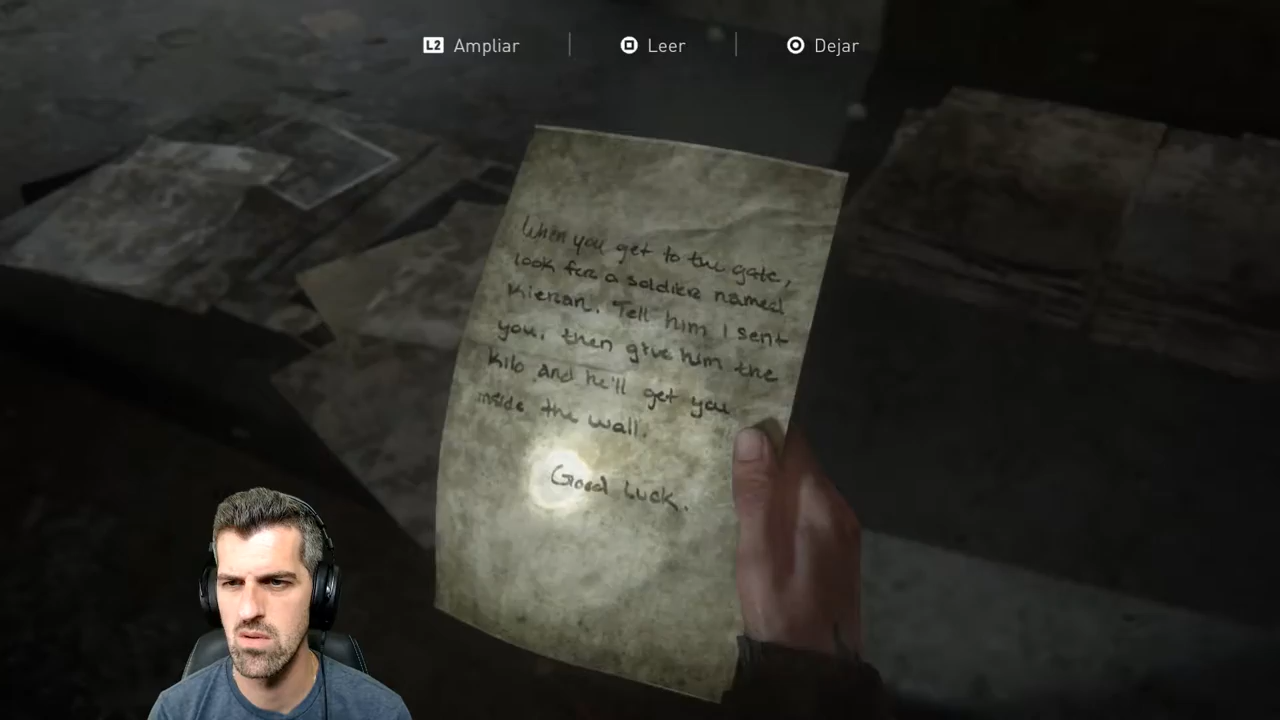 L2 Ampliar
Leer
Dejar
When you get to the gate,
look for a soldier named
Kiernan. Tell him I sent
you, then give him the
kilo and he'll get you
inside the wall.
Good Luck.